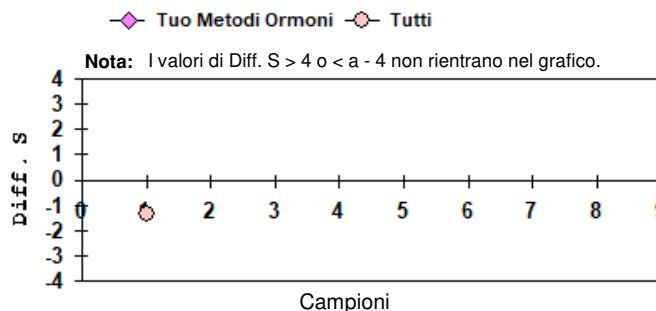 Tuo Metodi Ormoni Tutti
Nota: I valori di Diff. S > 4 o < a - 4 non rientrano nel grafico.
4
3
2
1
0
-1
-2
-3
-4
Diff. S
0 2 3 4 5 6 7 8
Campioni